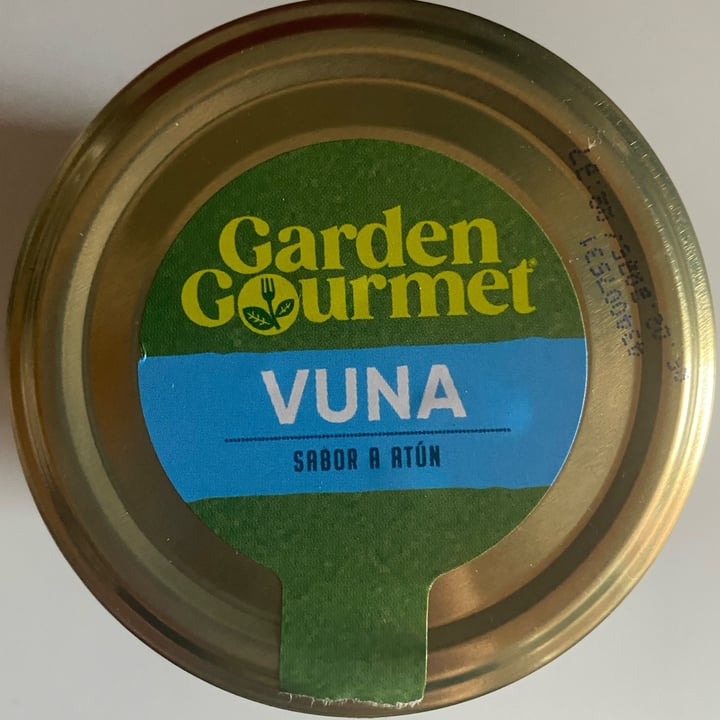 Garden
Gourmet
VUNA
SABOR A ATÚN